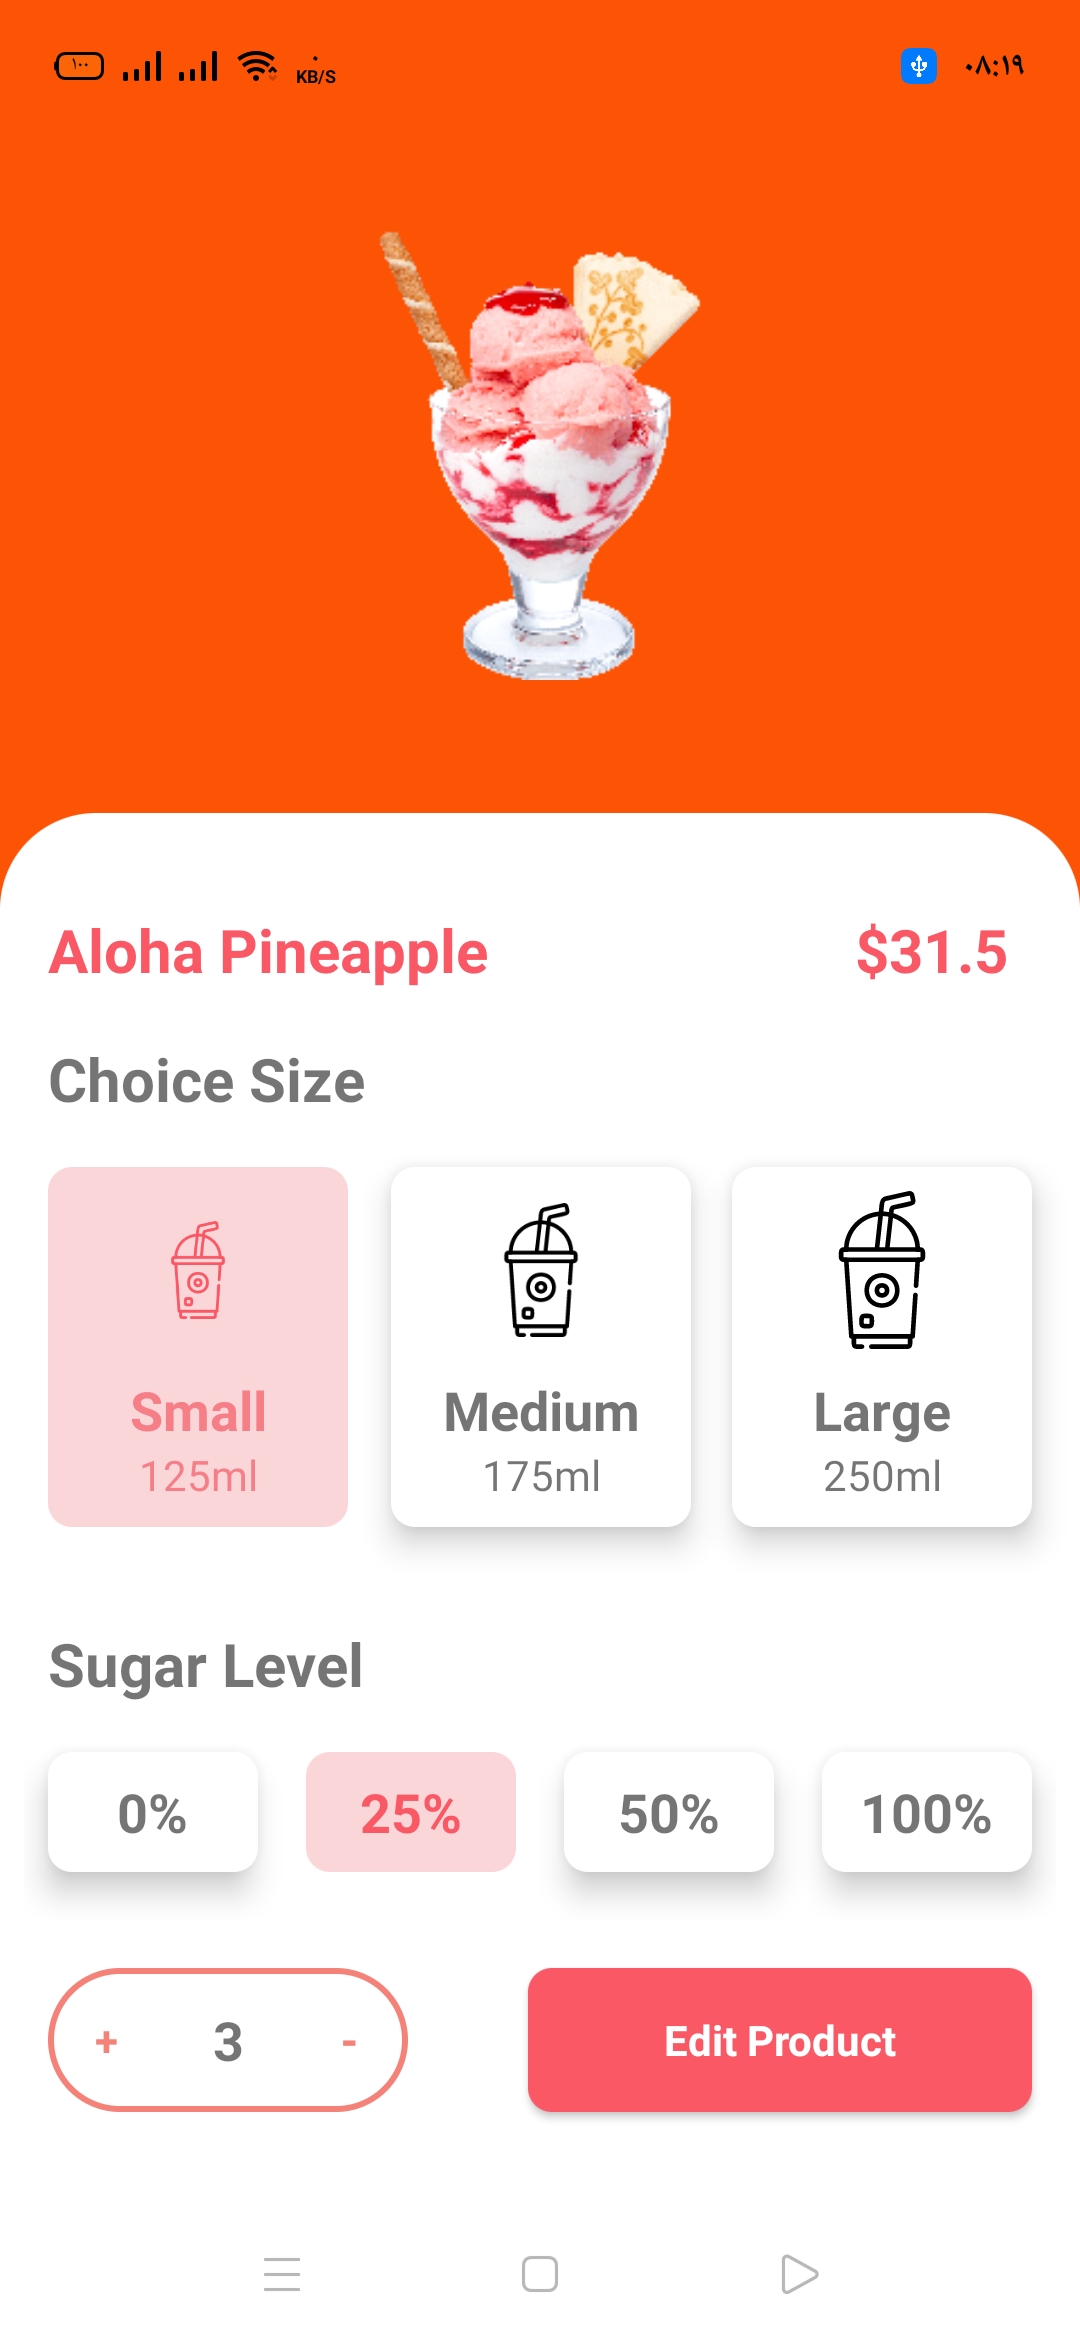 ١٠٠
KB/S
٠٨:١٩
Aloha Pineapple
$31.5
Choice Size
Small
125ml
Medium
175ml
Large
250ml
Sugar Level
0%
25%
50%
100%
+ 3 -
Edit Product